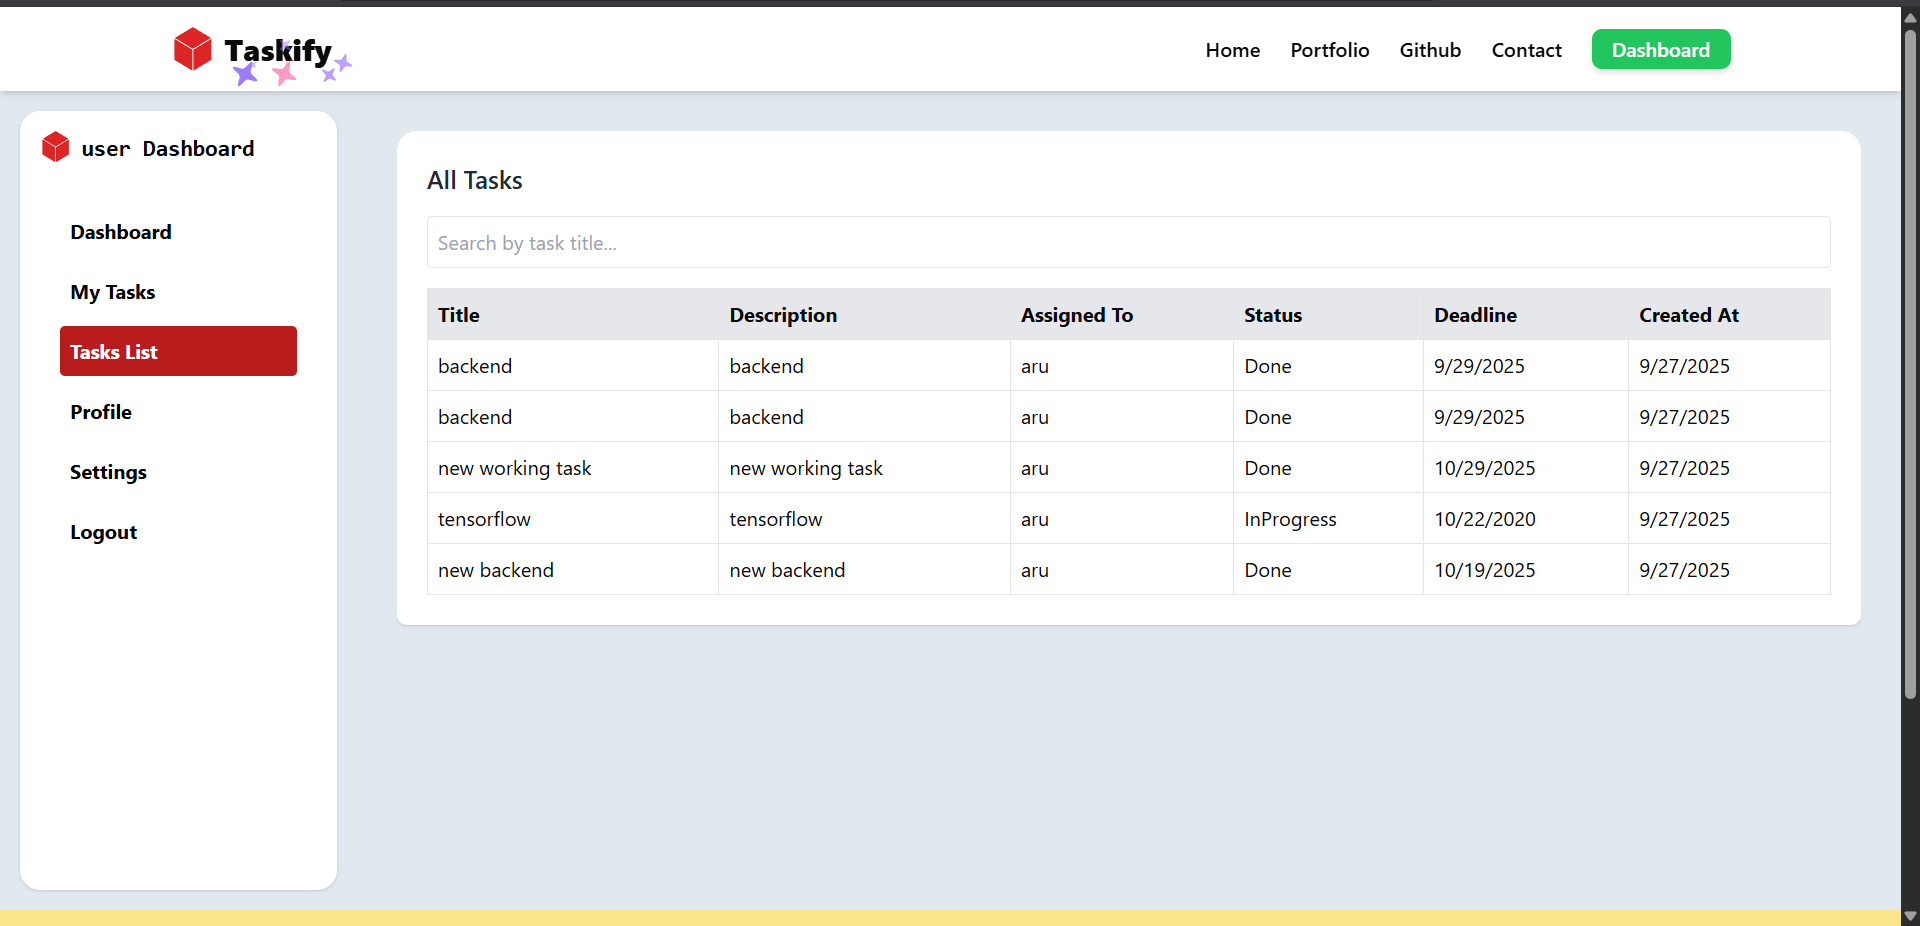 Taskify
Home Portfolio Github Contact Dashboard
user Dashboard
Dashboard
My Tasks
Tasks List
Profile
Settings
Logout
All Tasks
Search by task title...
Title Description Assigned To Status Deadline Created At
backend backend aru Done 9/29/2025 9/27/2025
backend backend aru Done 9/29/2025 9/27/2025
new working task new working task aru Done 10/29/2025 9/27/2025
tensorflow tensorflow aru InProgress 10/22/2020 9/27/2025
new backend new backend aru Done 10/19/2025 9/27/2025